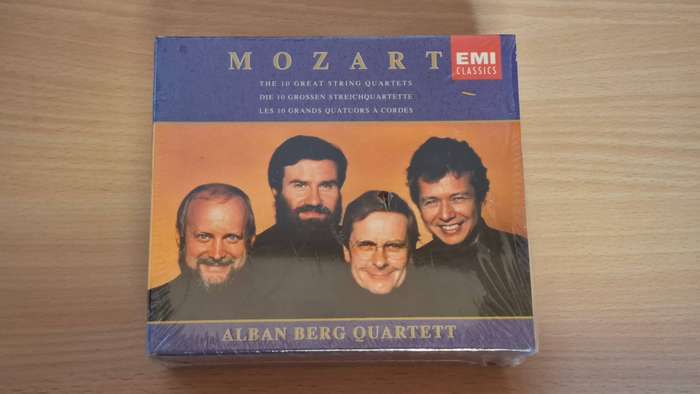 MOZART
EMI
CLASSICS
THE 10 GREAT STRING QUARTETS
DIE 10 GROSSEN STREICHQUARTETTE
LES 10 GRANDS QUATUORS À CORDES
ALBAN BERG QUARTETT